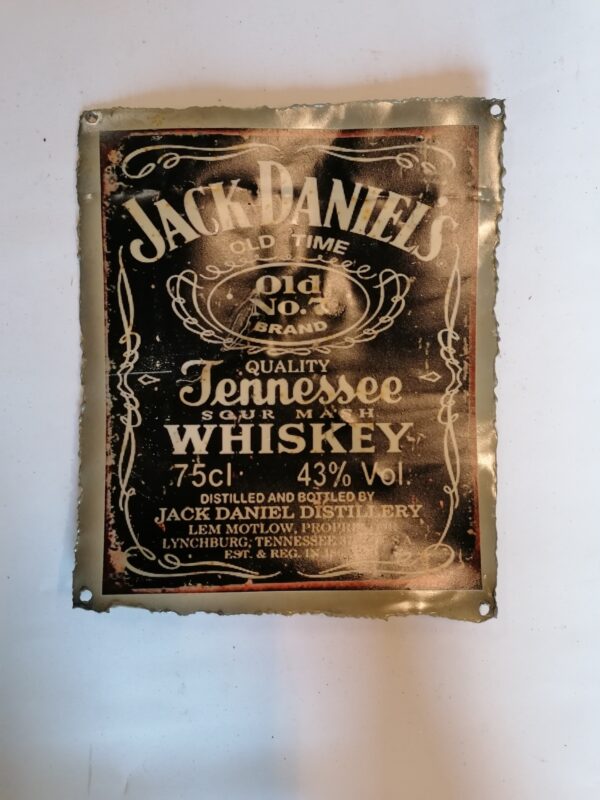 JACK DANIEL'S
OLD TIME
Old
No.7
BRAND
QUALITY
Tennessee
SOUR MASH
WHISKEY
75cl 43% Vol.
DISTILLED AND BOTTLED BY
JACK DANIEL DISTILLERY
LEM MOTLOW,
LYNCHBURG, TENNESSEE
EST. & REG. IN